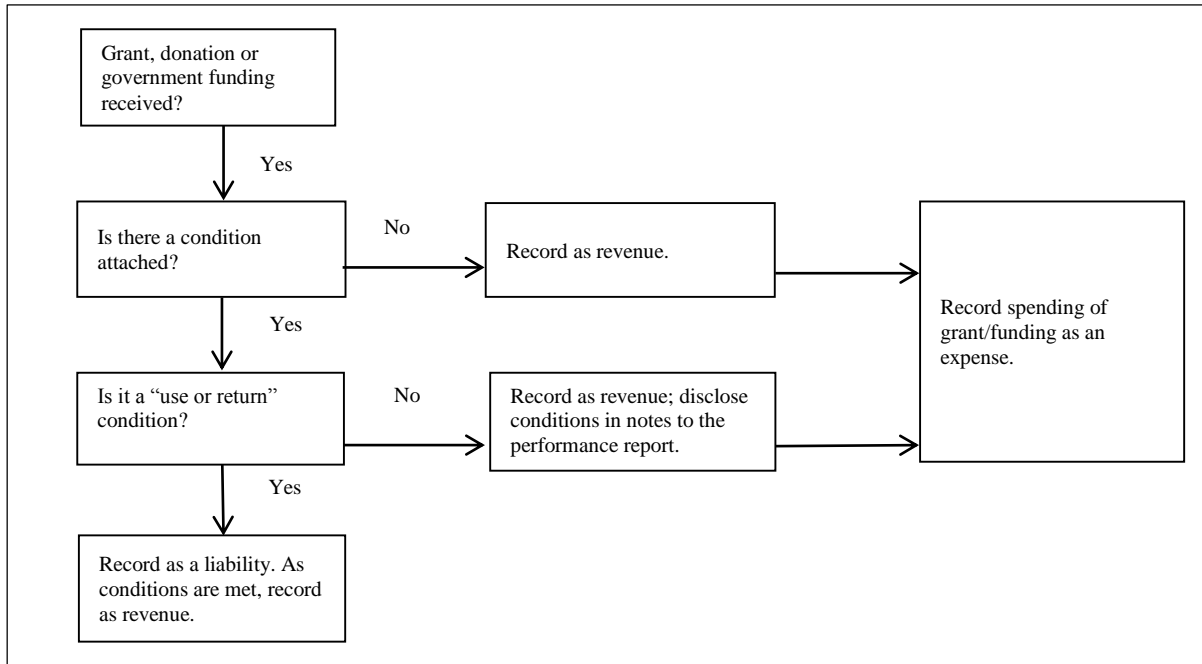 Grant, donation or
government funding
received?
Yes
Is there a condition
attached?
No
Record as revenue.
Record spending of
grant/funding as an
expense.
Yes
Is it a “use or return”
condition?
No
Record as revenue; disclose
conditions in notes to the
performance report.
Yes
Record as a liability. As
conditions are met, record
as revenue.